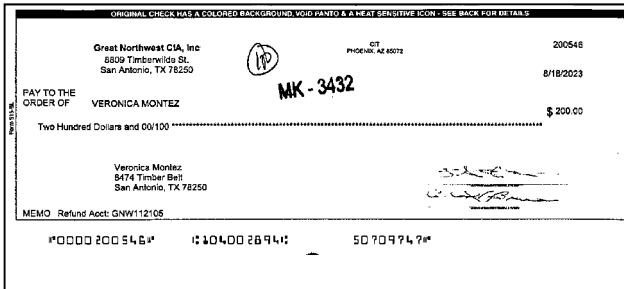 ORIGINAL CHECK HAS A COLORED BACKGROUND, VOID PANTO & A HEAT SENSITIVE ICON - SEE BACK FOR DETAILS
Great Northwest CIA, Inc
8809 Timberwilde St.
San Antonio, TX 78250
CIT
PHOENIX, AZ 85072
200546
8/18/2023
MK - 3432
PAY TO THE
ORDER OF VERONICA MONTEZ
$ 200.00
Two Hundred Dollars and 00/100
Veronica Montez
8474 Timber Belt
San Antonio, TX 78250
MEMO Refund Acct: GNW112105
⑈0000200546⑈ ⑆104002894⑆ 50709747⑈